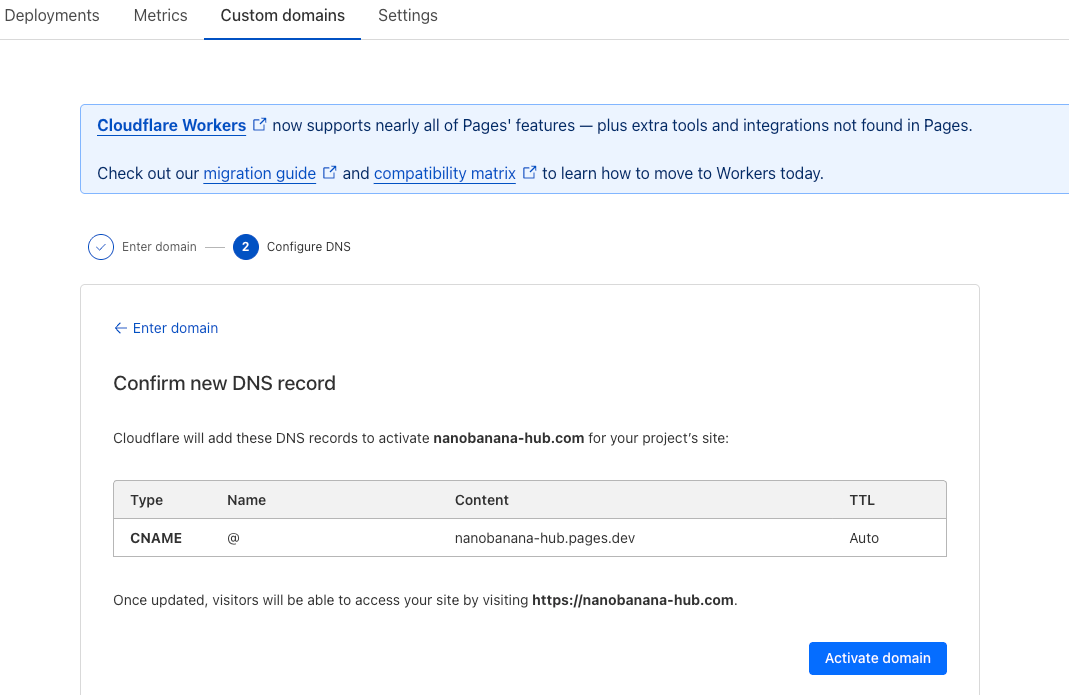 Deployments Metrics Custom domains Settings
Cloudflare Workers now supports nearly all of Pages' features — plus extra tools and integrations not found in Pages.
Check out our migration guide and compatibility matrix to learn how to move to Workers today.
Enter domain 2 Configure DNS
← Enter domain
Confirm new DNS record
Cloudflare will add these DNS records to activate nanobanana-hub.com for your project's site:
Type Name Content TTL
CNAME @ nanobanana-hub.pages.dev Auto
Once updated, visitors will be able to access your site by visiting https://nanobanana-hub.com.
Activate domain